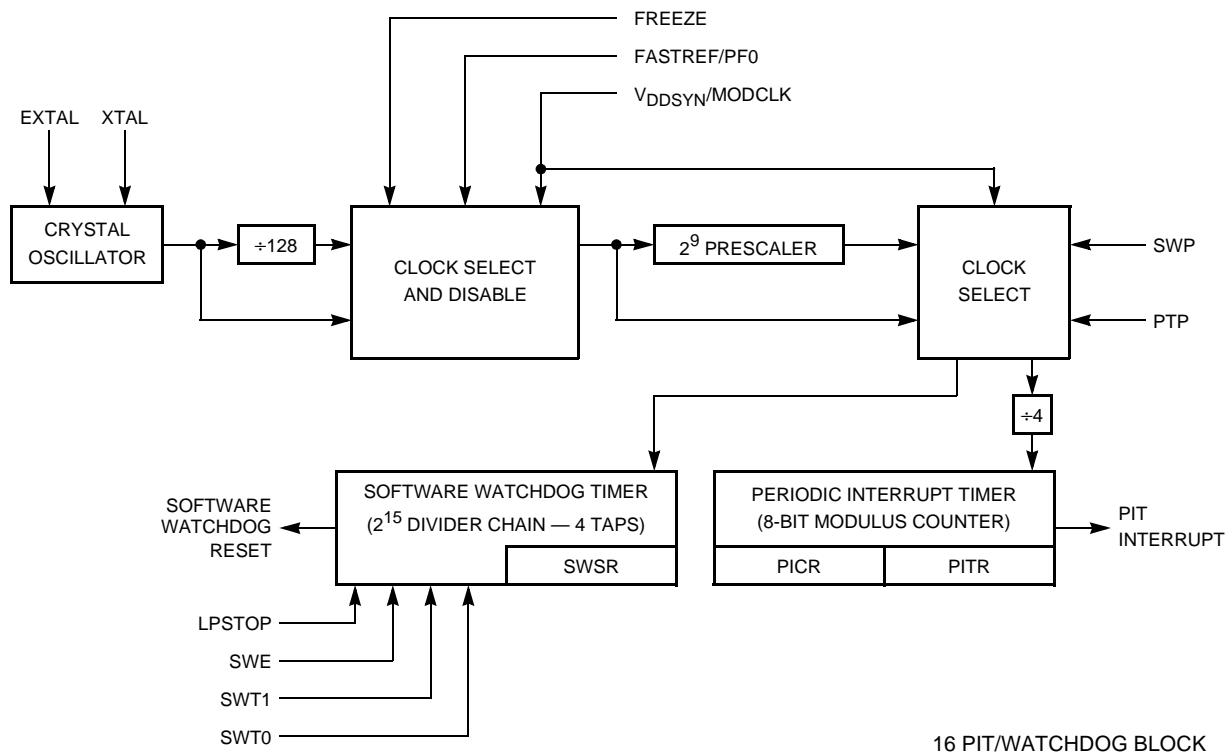 FREEZE
FASTREF/PF0
VDDSYN/MODCLK
EXTAL XTAL
CRYSTAL
OSCILLATOR
÷128
CLOCK SELECT
AND DISABLE
2⁹ PRESCALER
CLOCK
SELECT
SWP
PTP
÷4
SOFTWARE
WATCHDOG
RESET
SOFTWARE WATCHDOG TIMER
(2¹⁵ DIVIDER CHAIN — 4 TAPS)
SWSR
PERIODIC INTERRUPT TIMER
(8-BIT MODULUS COUNTER)
PICR
PITR
PIT
INTERRUPT
LPSTOP
SWE
SWT1
SWT0
16 PIT/WATCHDOG BLOCK